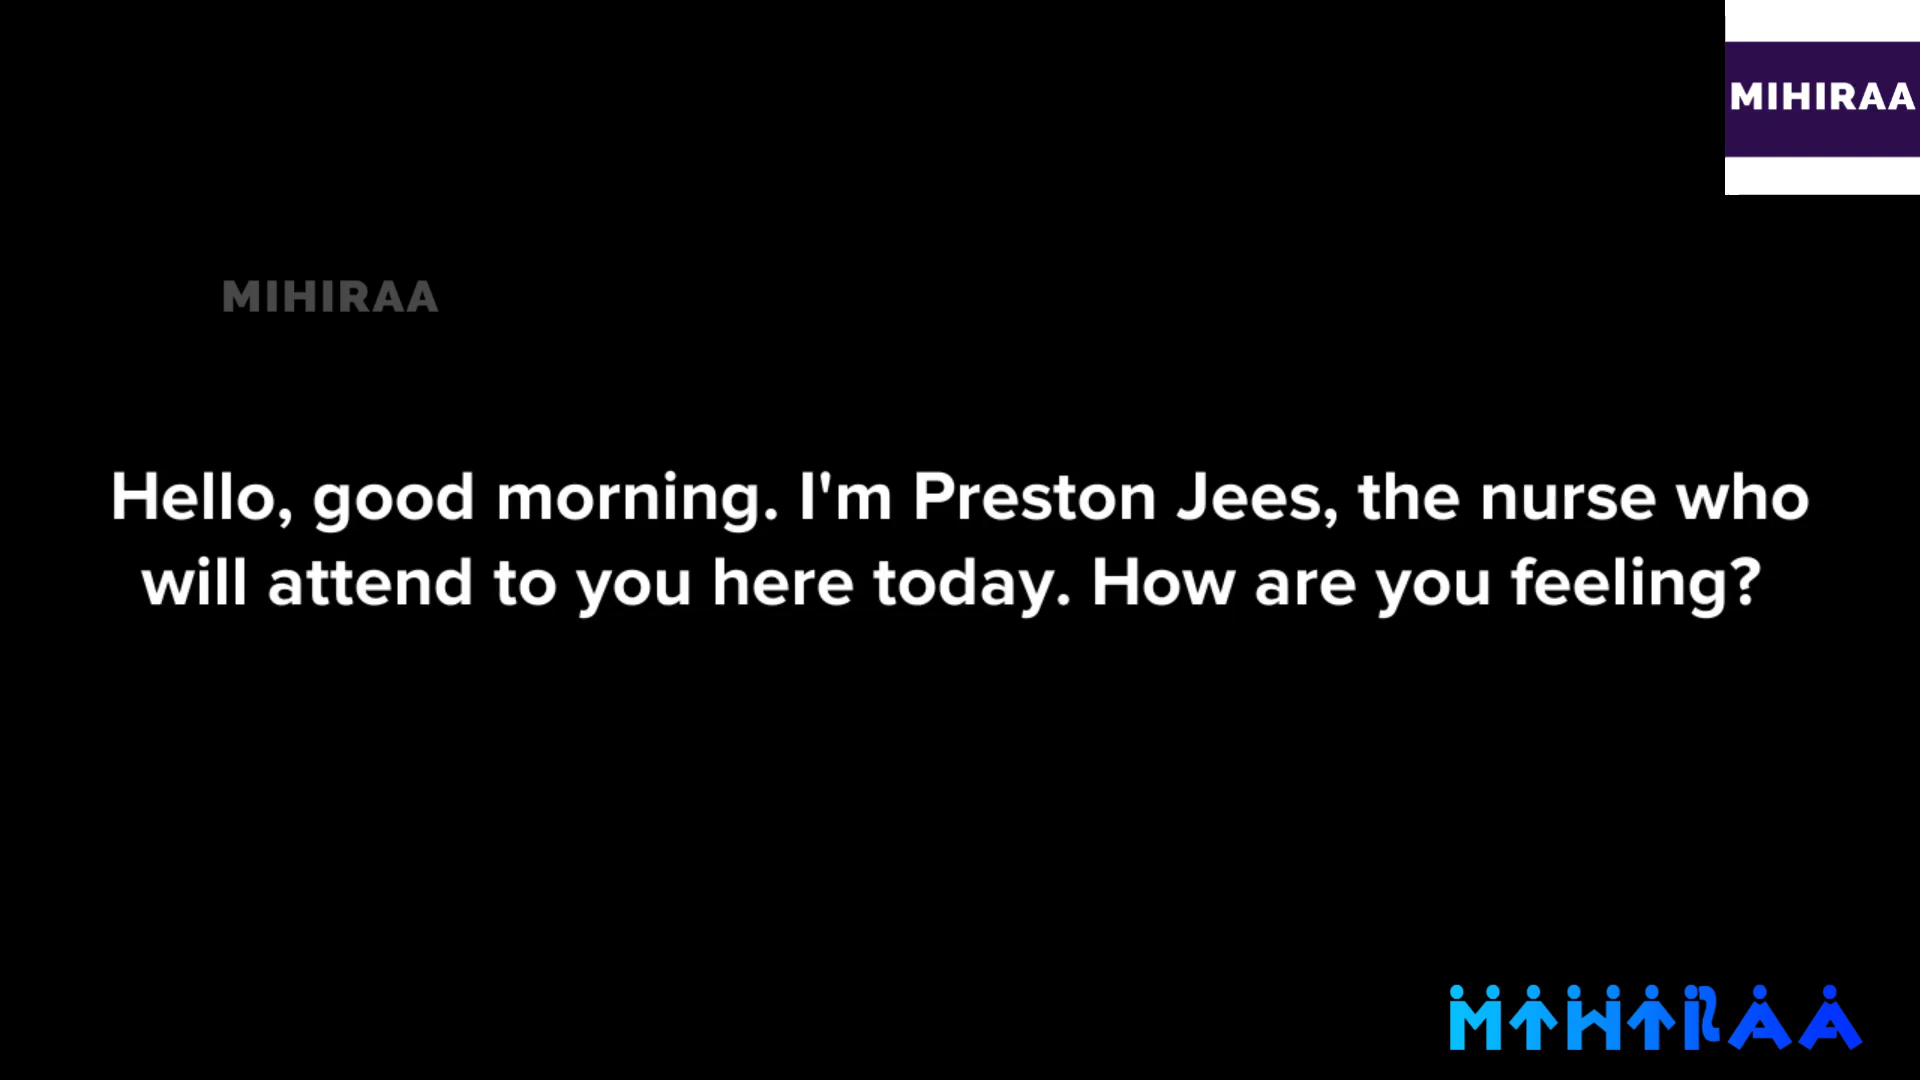 MIHIRAA
MIHIRAA
Hello, good morning. I'm Preston Jees, the nurse who
will attend to you here today. How are you feeling?
MIHIRAA